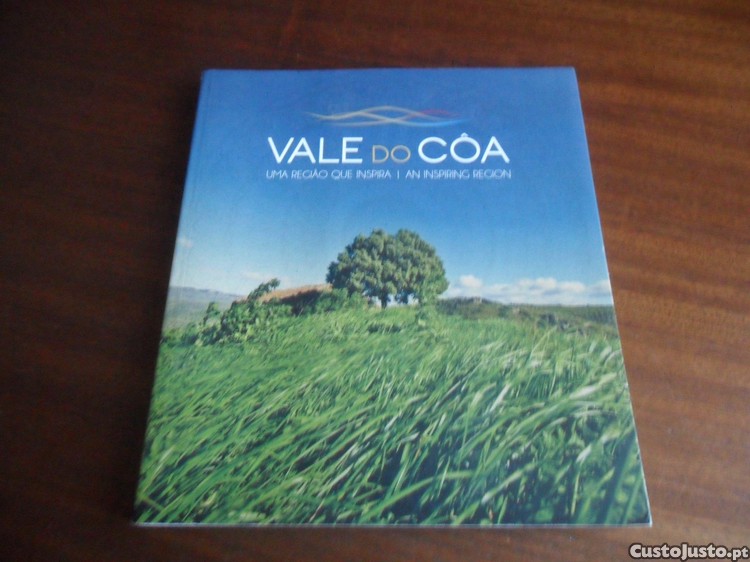 VALE DO CÔA
UMA REGIÃO QUE INSPIRA | AN INSPIRING REGION
CustoJusto.pt